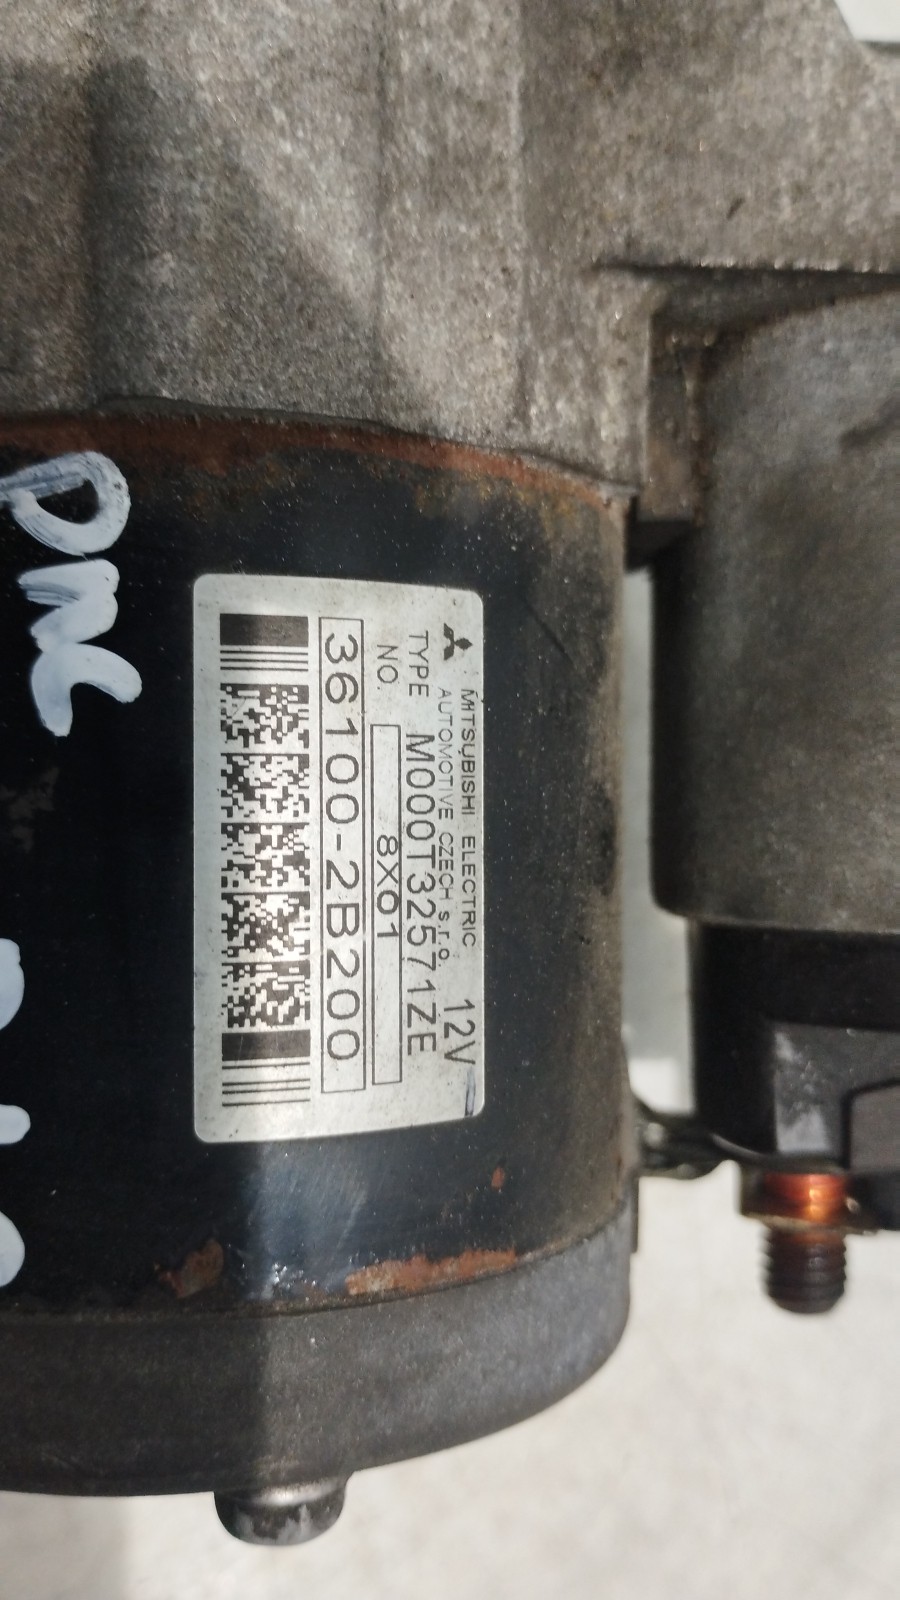 MITSUBISHI ELECTRIC
AUTOMOTIVE CZECH s.r.o. 12V
TYPE M000T32571ZE
NO. 8X01
36100-2B200